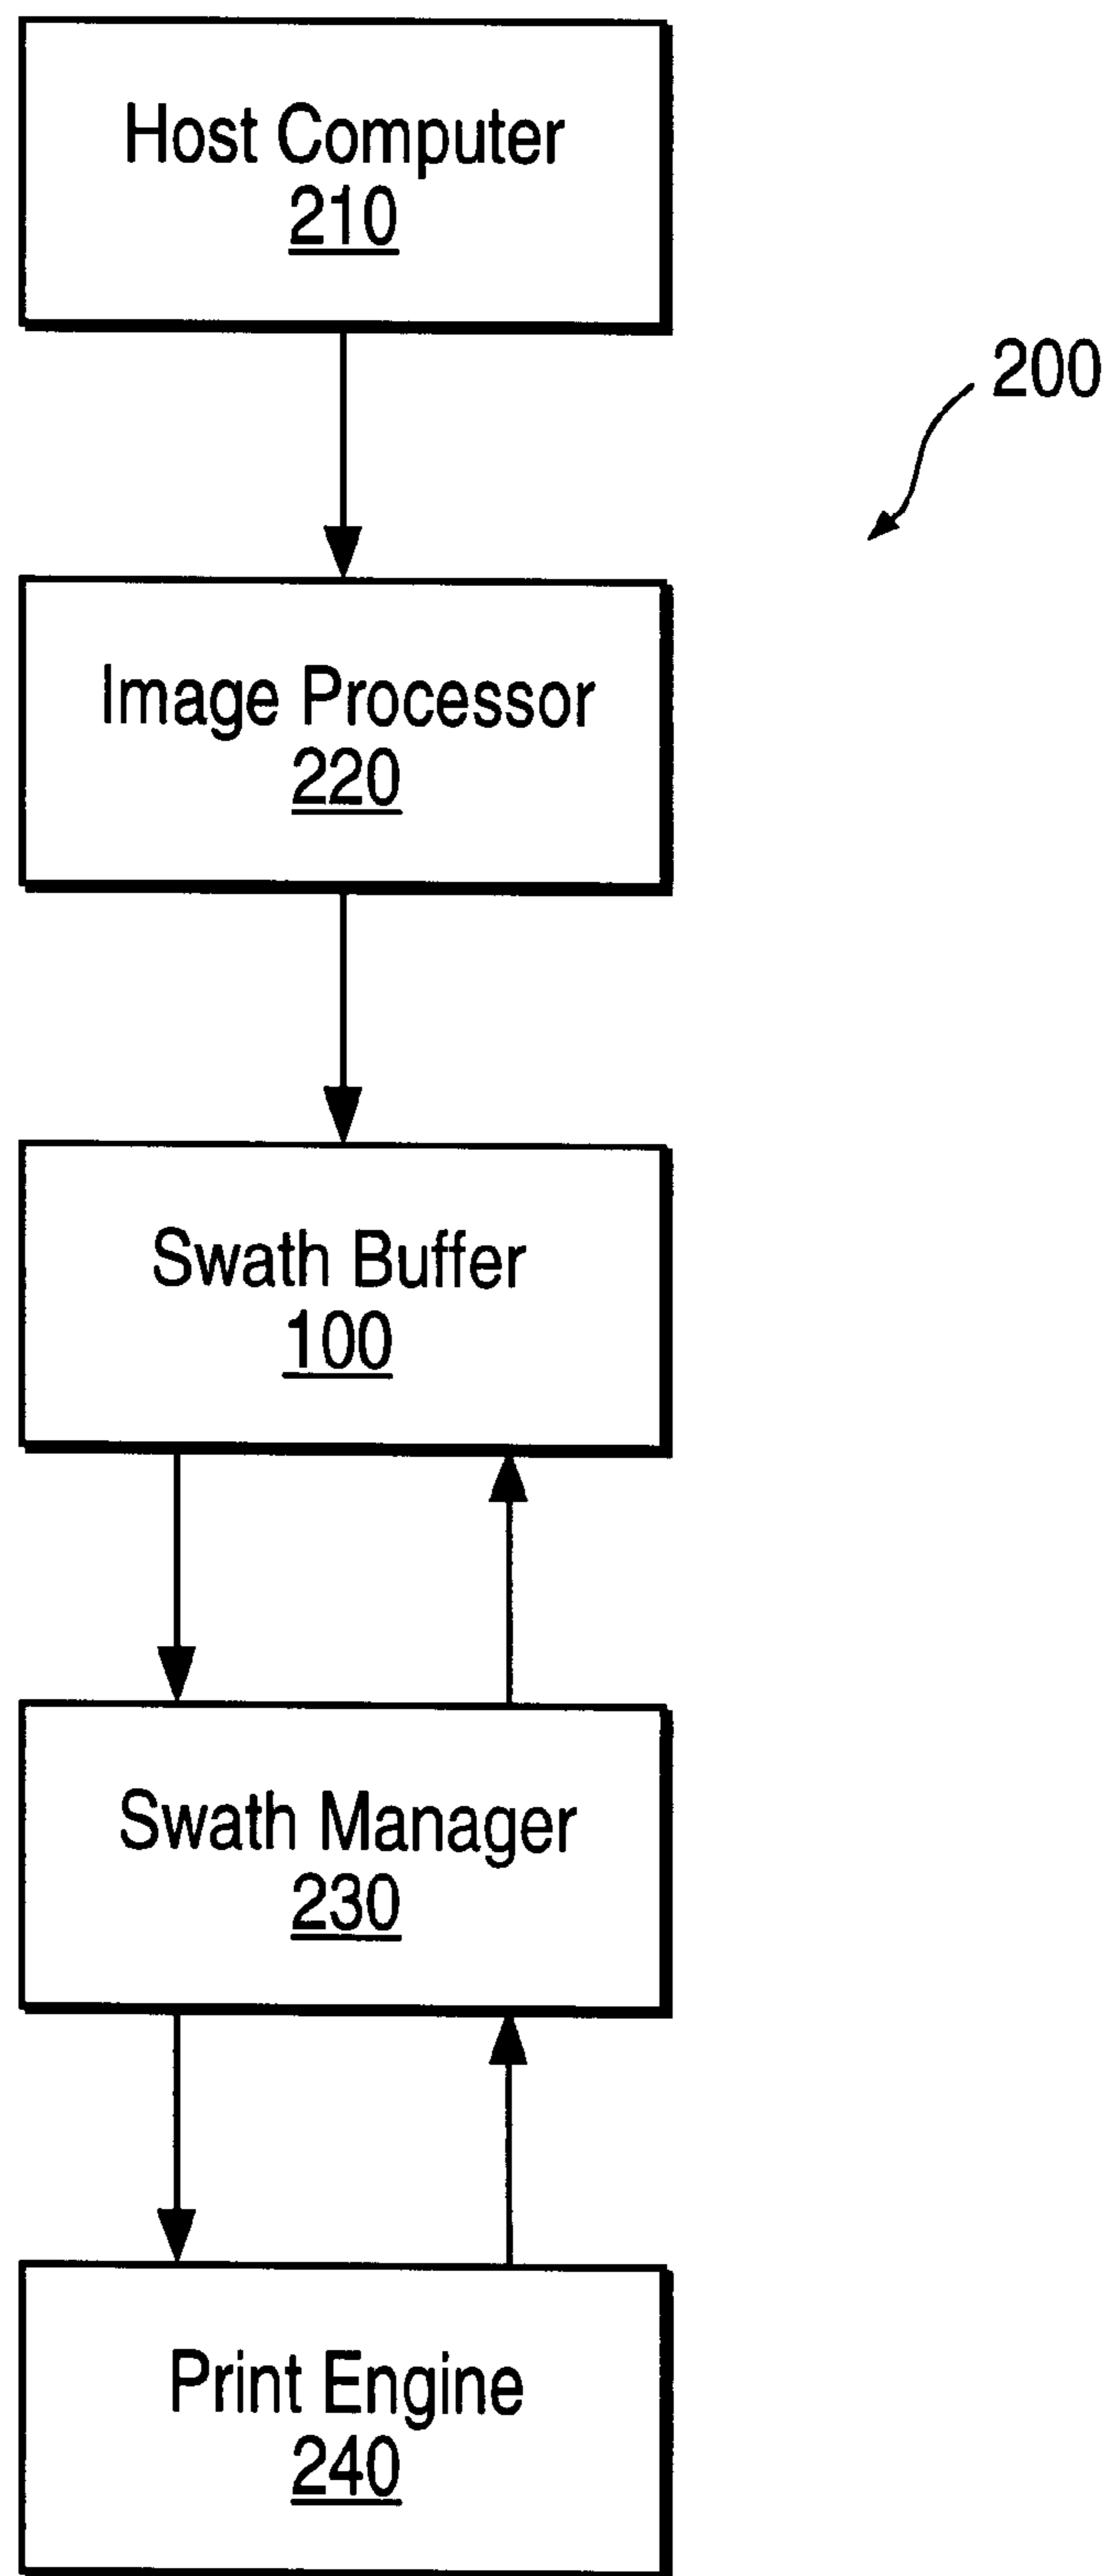 Host Computer
210
200
Image Processor
220
Swath Buffer
100
Swath Manager
230
Print Engine
240